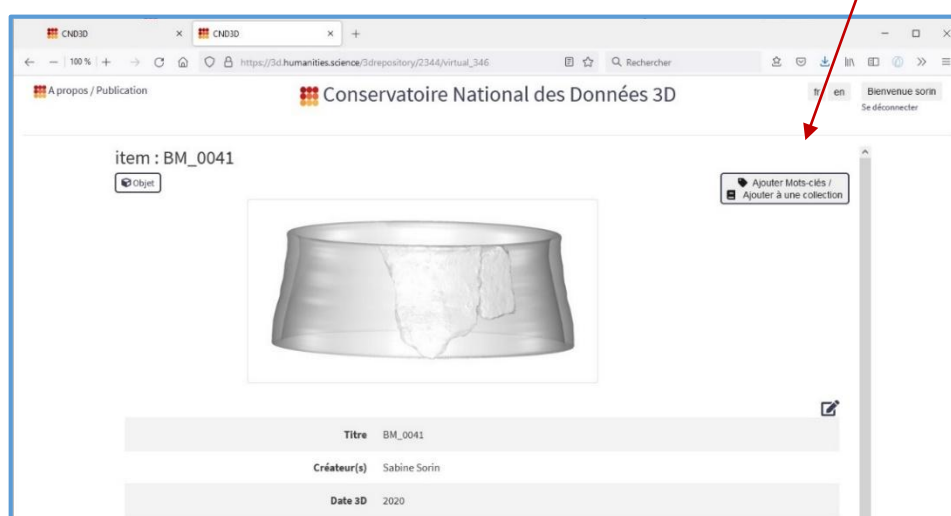 CND3D × CND3D × +
100 % https://3d.humanities.science/3drepository/2344/virtual_346 Rechercher
A propos / Publication Conservatoire National des Données 3D en Bienvenue sorin
Se déconnecter
item : BM_0041
Objet
Ajouter Mots-clés /
Ajouter à une collection
Titre BM_0041
Créateur(s) Sabine Sorin
Date 3D 2020